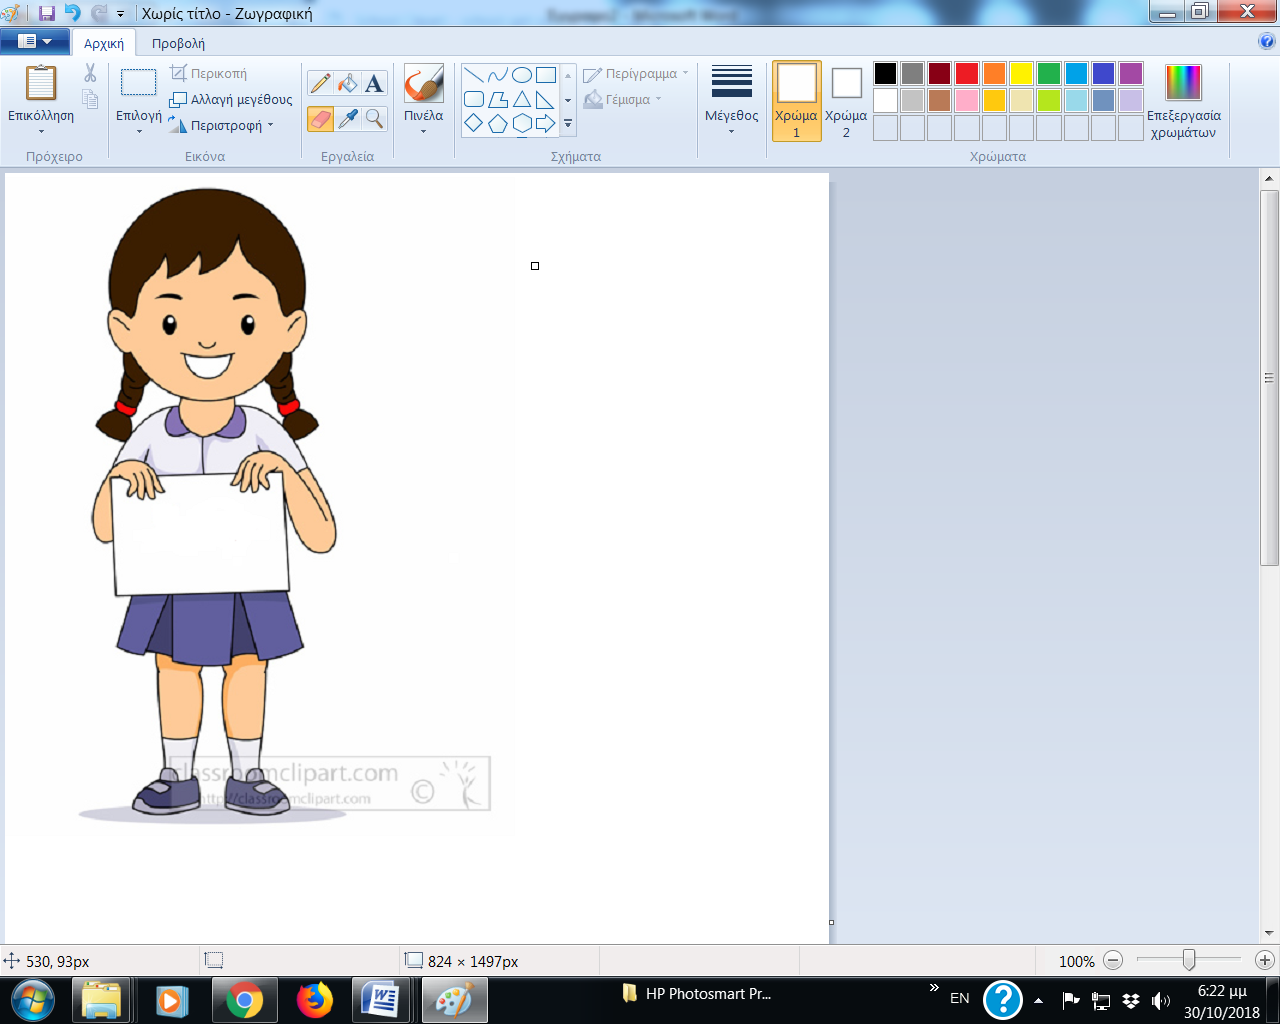 Χωρίς τίτλο - Ζωγραφική
Αρχική
Προβολή
Επικόλληση
Πρόχειρο
Επιλογή
Περικοπή
Αλλαγή μεγέθους
Περιστροφή
Εικόνα
Εργαλεία
Πινέλα
Περίγραμμα
Γέμισμα
Σχήματα
Μέγεθος
Χρώμα 1
Χρώμα 2
Επεξεργασία χρωμάτων
Χρώματα
classroomclipart.com
http://classroomclipart.com
©
530, 93px
824 × 1497px
100%
HP Photosmart Pr...
EN
6:22 μμ
30/10/2018